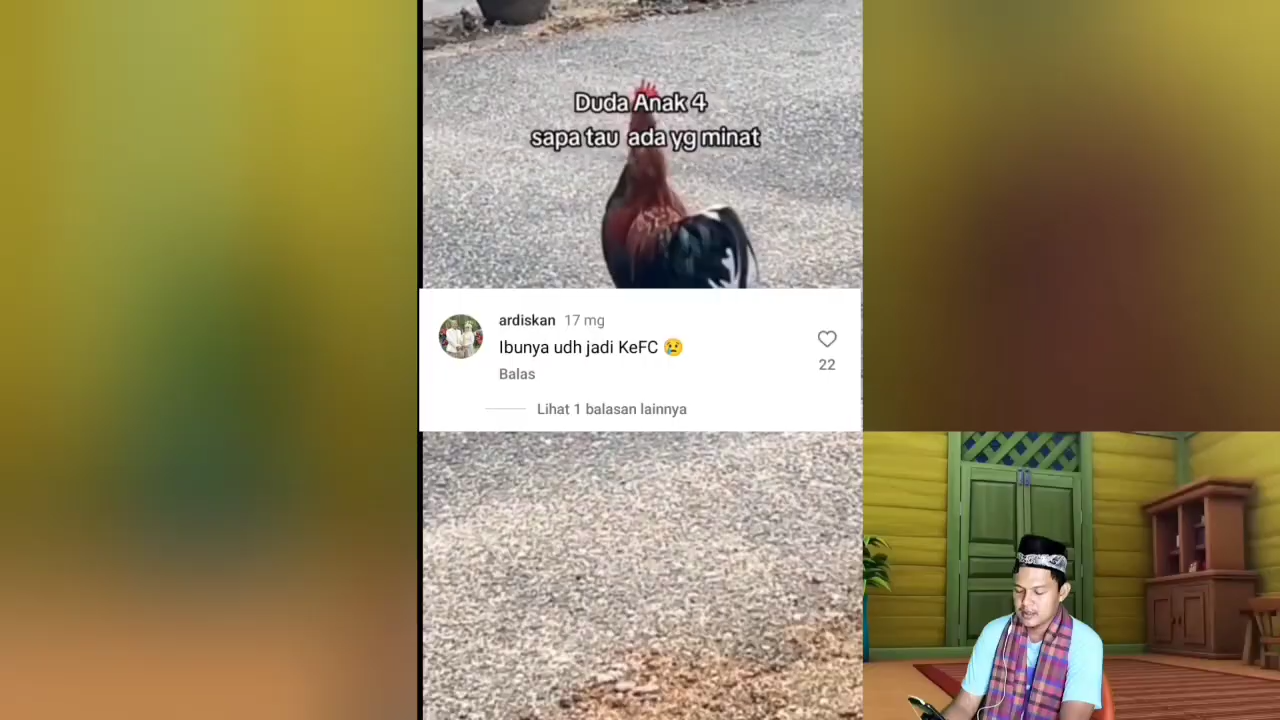 Duda Anak 4
sapa tau ada yg minat
ardiskan 17 mg
Ibunya udh jadi KeFC 😢
22
Balas
Lihat 1 balasan lainnya